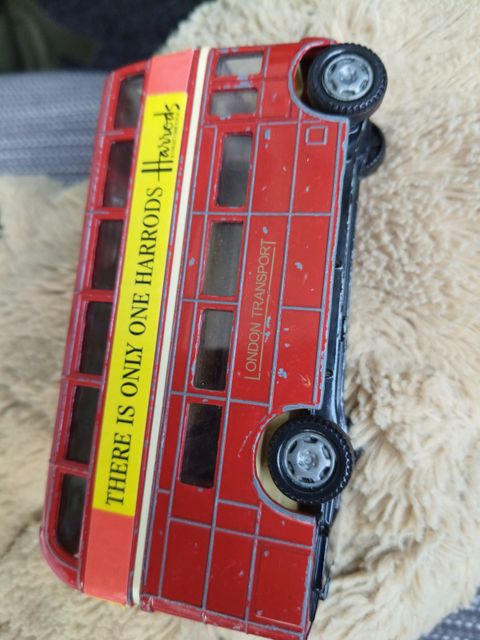 THERE IS ONLY ONE HARRODS Harrods
LONDON TRANSPORT